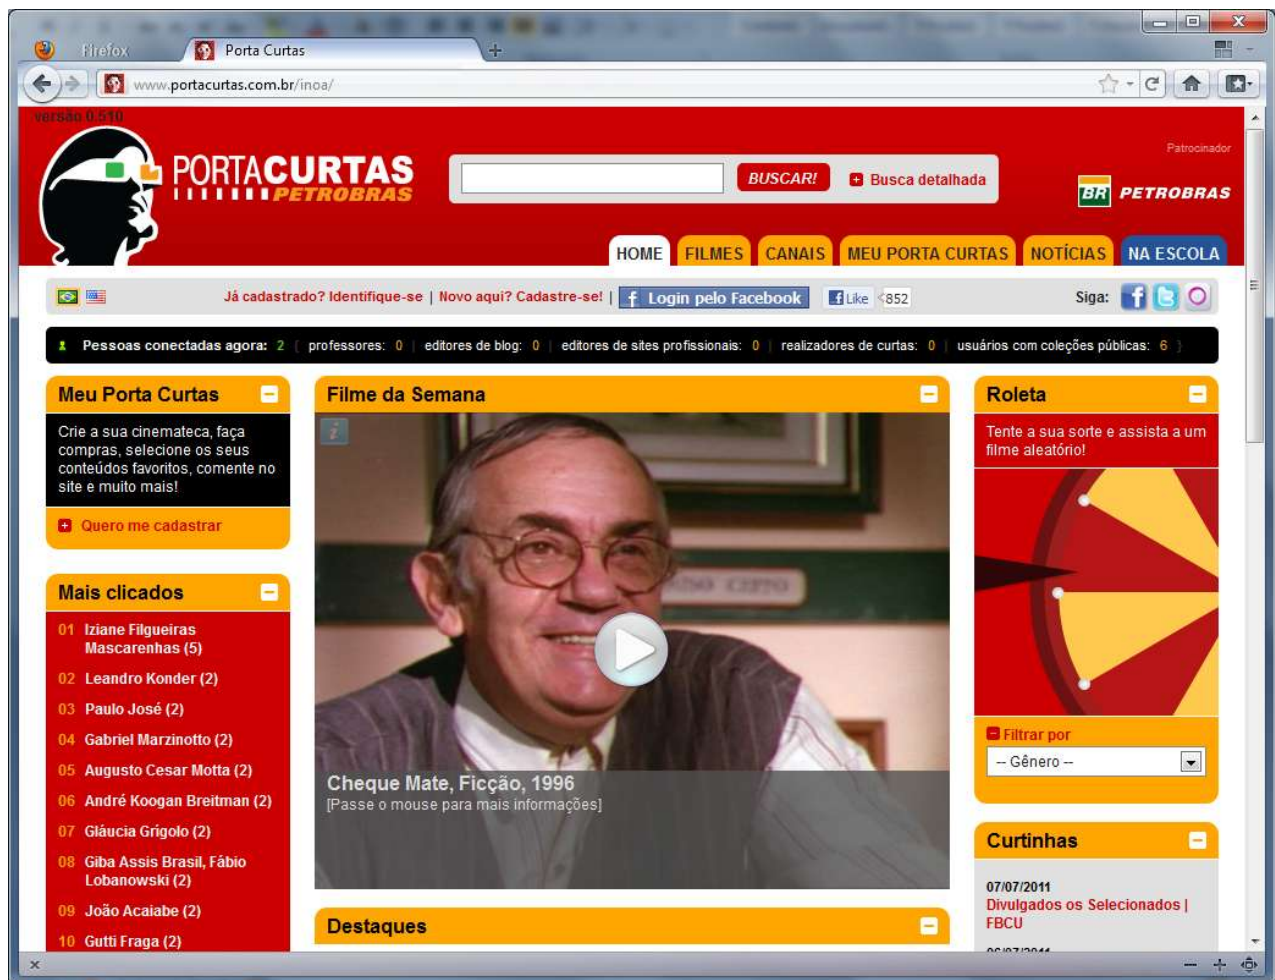 Firefox
Porta Curtas
www.portacurtas.com.br/inoa/
versão 0.510
PORTACURTAS
PETROBRAS
BUSCAR!
Busca detalhada
Patrocinador
BR PETROBRAS
HOME FILMES CANAIS MEU PORTA CURTAS NOTÍCIAS NA ESCOLA
Já cadastrado? Identifique-se | Novo aqui? Cadastre-se! | f Login pelo Facebook f Like 852
Siga:
Pessoas conectadas agora: 2 ( professores: 0 | editores de blog: 0 | editores de sites profissionais: 0 | realizadores de curtas: 0 | usuários com coleções públicas: 6 )
Meu Porta Curtas
Crie a sua cinemateca, faça
compras, selecione os seus
conteúdos favoritos, comente no
site e muito mais!
Quero me cadastrar
Mais clicados
01 Iziane Filgueiras
Mascarenhas (5)
02 Leandro Konder (2)
03 Paulo José (2)
04 Gabriel Marzinotto (2)
05 Augusto Cesar Motta (2)
06 André Koogan Breitman (2)
07 Gláucia Grígolo (2)
08 Giba Assis Brasil, Fábio
Lobanowski (2)
09 João Acaiabe (2)
10 Gutti Fraga (2)
Filme da Semana
i
Cheque Mate, Ficção, 1996
[Passe o mouse para mais informações]
Destaques
Roleta
Tente a sua sorte e assista a um
filme aleatório!
Filtrar por
-- Gênero --
Curtinhas
07/07/2011
Divulgados os Selecionados |
FBCU